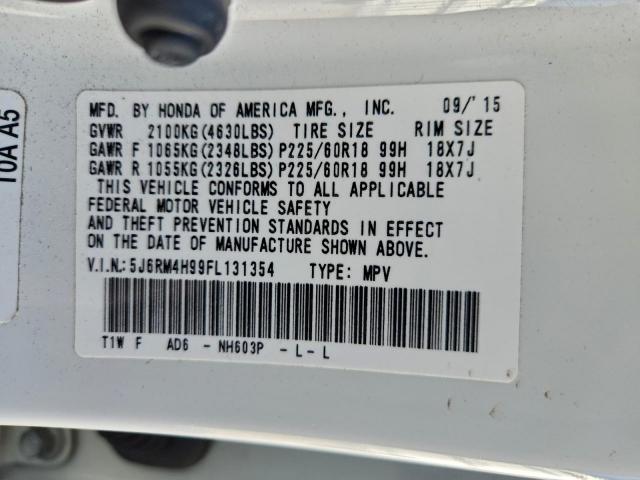 MFD. BY HONDA OF AMERICA MFG., INC. 09/'15
GVWR 2100KG(4630LBS) TIRE SIZE RIM SIZE
GAWR F 1065KG(2348LBS) P225/60R18 99H 18X7J
GAWR R 1055KG(2326LBS) P225/60R18 99H 18X7J
THIS VEHICLE CONFORMS TO ALL APPLICABLE
FEDERAL MOTOR VEHICLE SAFETY
AND THEFT PREVENTION STANDARDS IN EFFECT
ON THE DATE OF MANUFACTURE SHOWN ABOVE.
V.I.N.:5J6RM4H99FL131354 TYPE: MPV
T1W F AD6 - NH603P - L - L
T0A A5